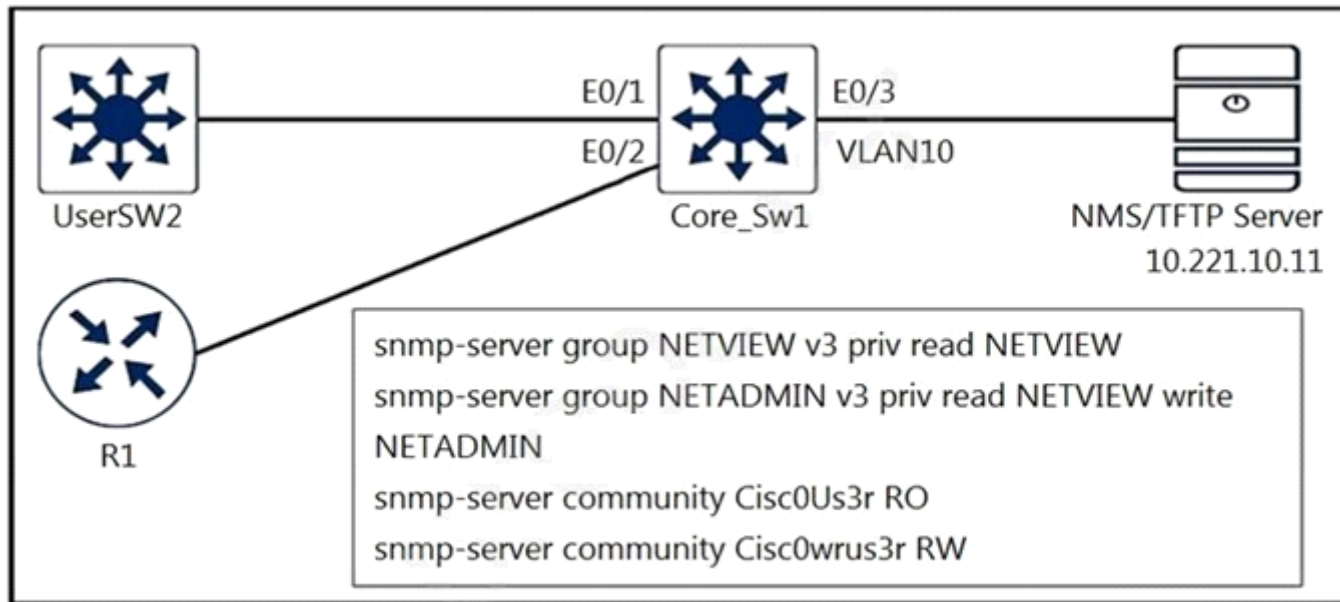 E0/1
E0/3
E0/2
VLAN10
UserSW2
Core_Sw1
NMS/TFTP Server
10.221.10.11
R1
snmp-server group NETVIEW v3 priv read NETVIEW
snmp-server group NETADMIN v3 priv read NETVIEW write
NETADMIN
snmp-server community Cisc0Us3r RO
snmp-server community Cisc0wrus3r RW